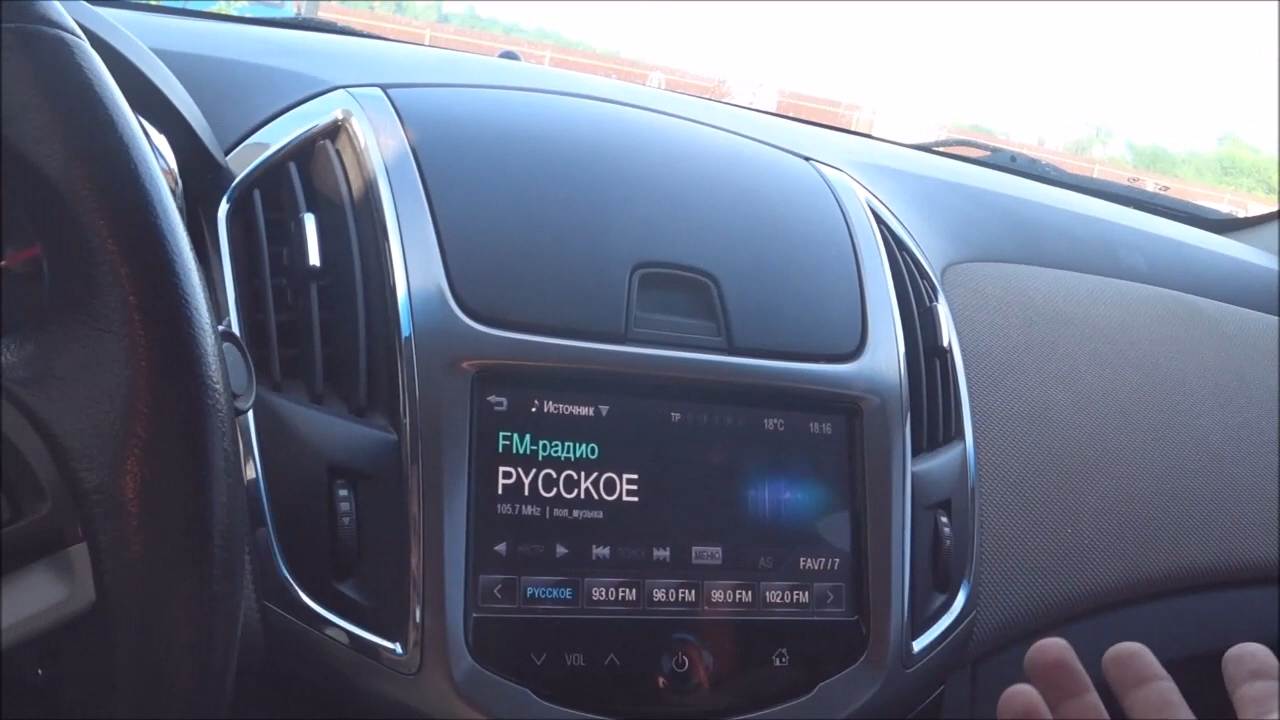 Источник
TP
18°C
18:16
FM-радио
РУССКОЕ
105.7 MHz | поп_музыка
МЕНЮ
AS
FAV7 / 7
РУССКОЕ
93.0 FM
96.0 FM
99.0 FM
102.0 FM
VOL